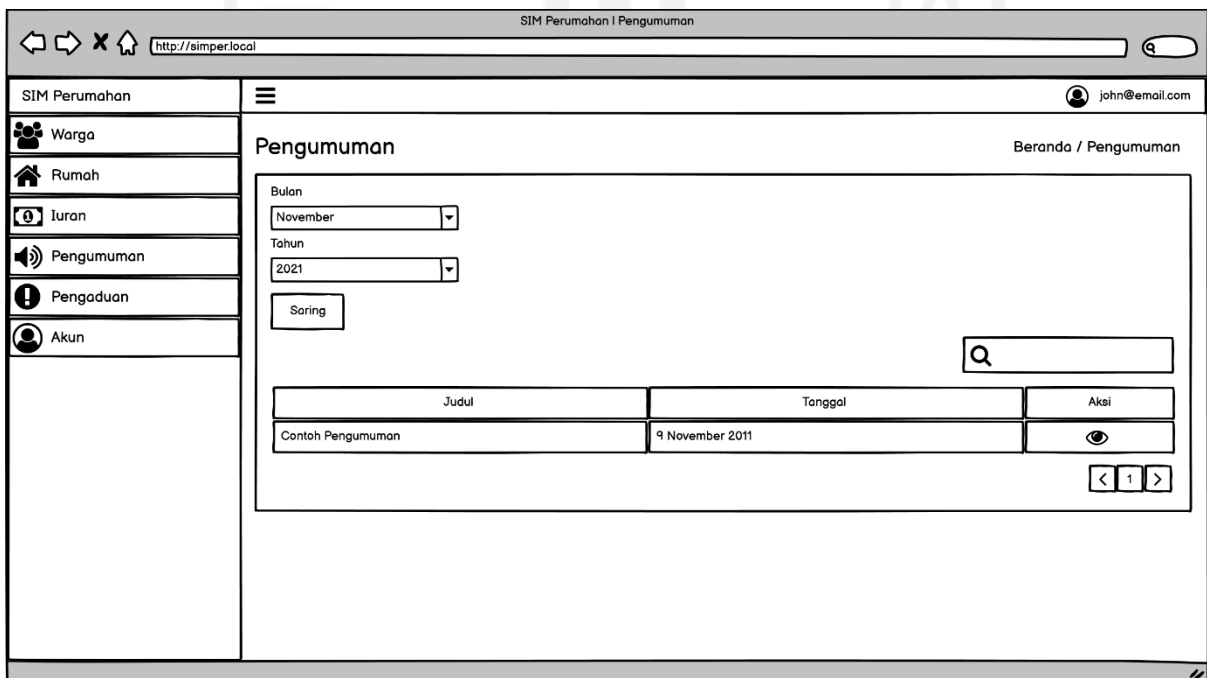 SIM Perumahan | Pengumuman
http://simper.local
SIM Perumahan
john@email.com
Warga
Rumah
Iuran
Pengumuman
Pengaduan
Akun
Pengumuman
Beranda / Pengumuman
Bulan
November
Tahun
2021
Saring
Judul Tanggal Aksi
Contoh Pengumuman 9 November 2011
< 1 >